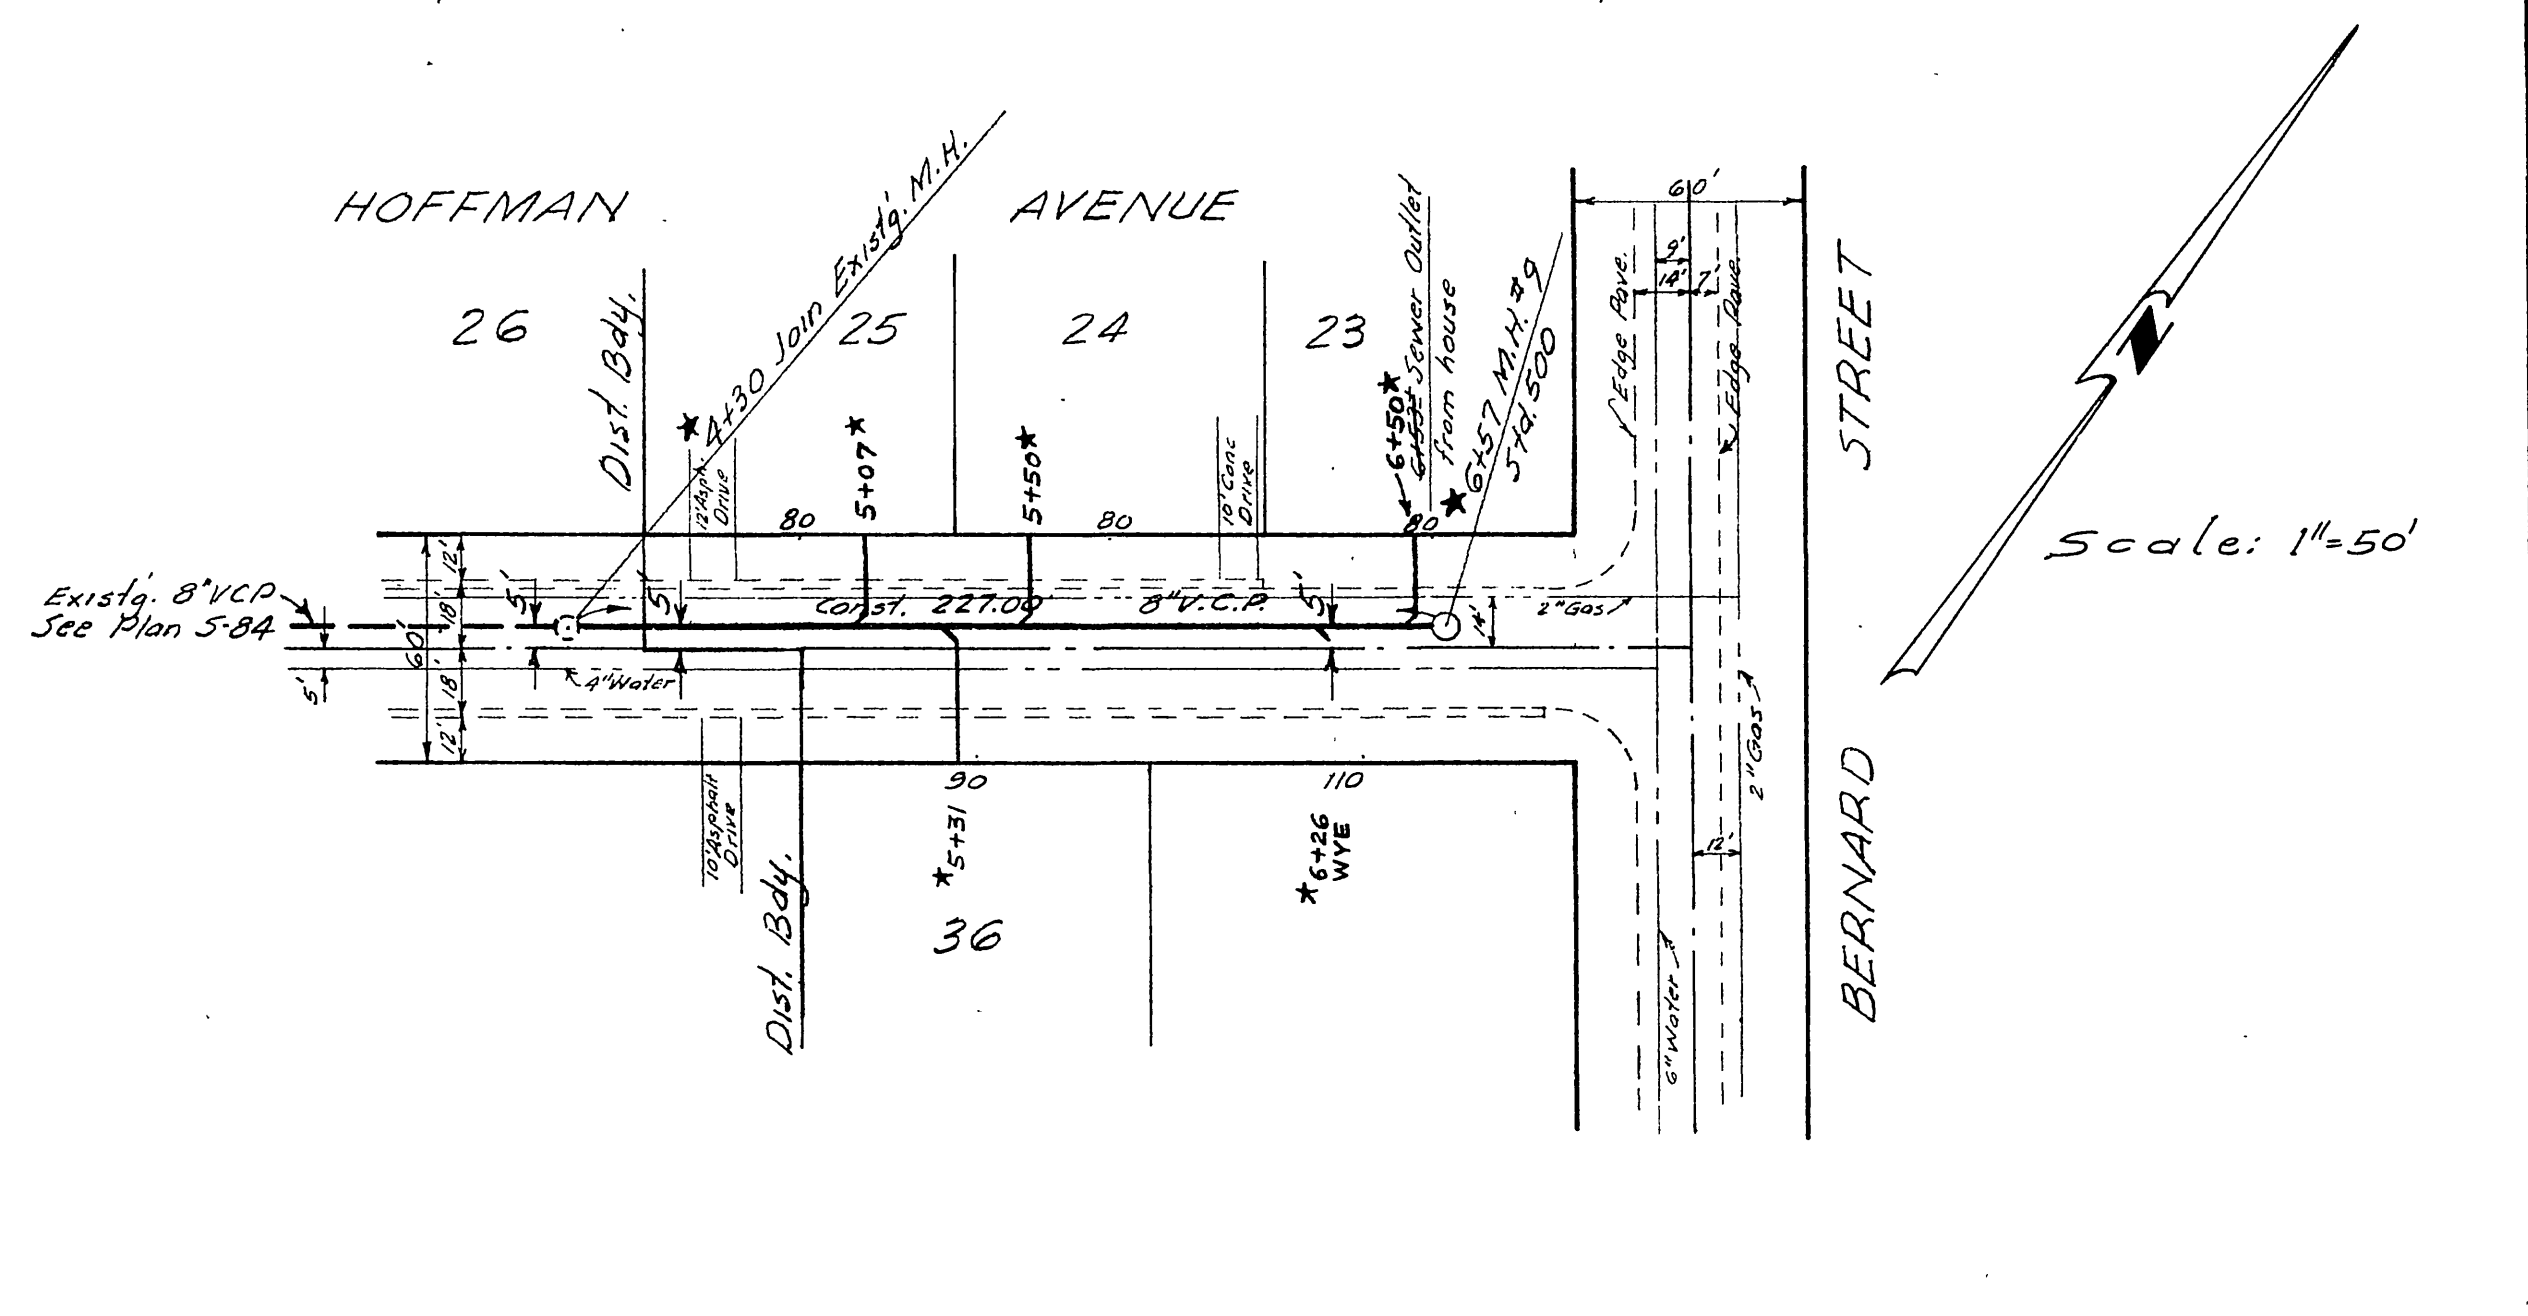 HOFFMAN AVENUE
26
25
24
23
Dist. Bdy.
★ 4+30 Join Exist'g. M.H.
12' Asph.
Drive
80
5+07★
5+50★
80
10' Conc
Drive
6+50★
6+53± Sewer Outlet
from house
80
★ 6+57 M.H. #9
Std. 500
60'
9'
14'
7'
Edge Pave.
Edge Pave.
STREET
BERNARD
N
Scale: 1"=50'
Exist'g. 8" VCP
See Plan S-84
12'
18'
60'
18'
12'
5'
5'
5'
5'
Const. 227.00' 8" V.C.P.
2" Gas
14'
4" Water
10' Asphalt
Drive
Dist. Bdy.
90
★5+31
36
110
★6+26
WYE
2" Gas
12'
6" Water